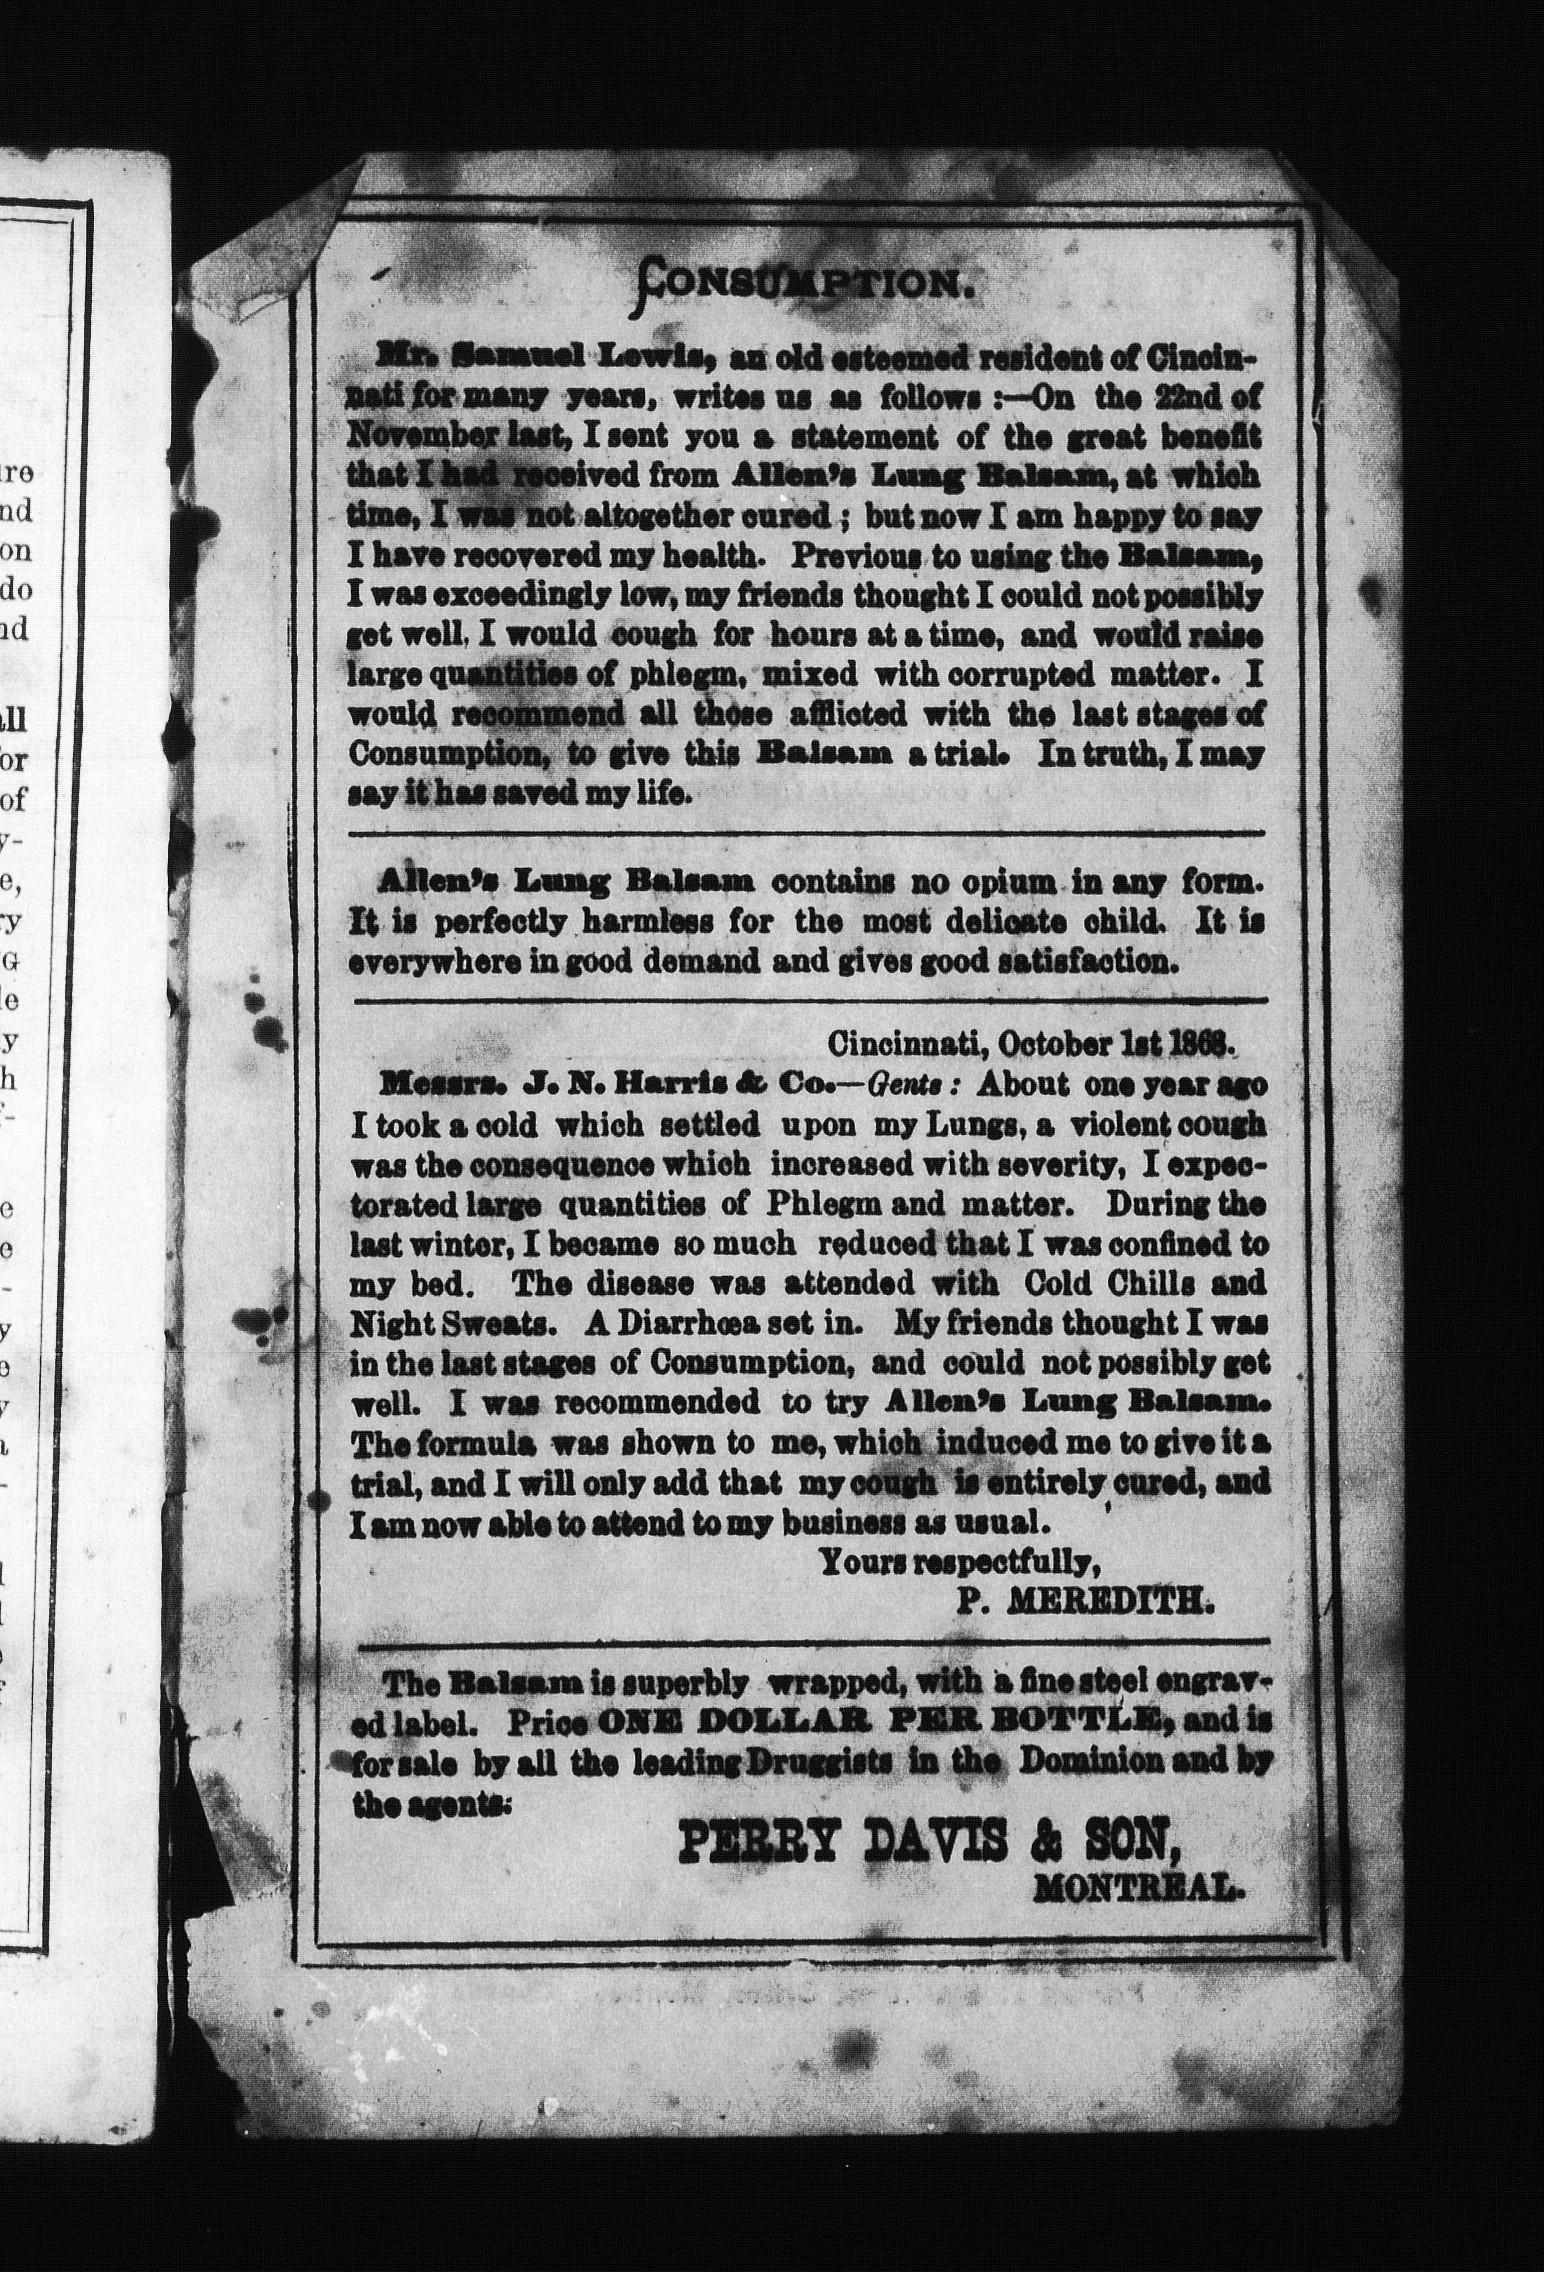 CONSUMPTION.
Mr. Samuel Lewis, an old esteemed resident of Cincin-
nati for many years, writes us as follows :—On the 22nd of
November last, I sent you a statement of the great benefit
that I had received from Allen's Lung Balsam, at which
time, I was not altogether cured ; but now I am happy to say
I have recovered my health. Previous to using the Balsam,
I was exceedingly low, my friends thought I could not possibly
get well, I would cough for hours at a time, and would raise
large quantities of phlegm, mixed with corrupted matter. I
would recommend all those afflicted with the last stages of
Consumption, to give this Balsam a trial. In truth, I may
say it has saved my life.
Allen's Lung Balsam contains no opium in any form.
It is perfectly harmless for the most delicate child. It is
everywhere in good demand and gives good satisfaction.
Cincinnati, October 1st 1868.
Messrs. J. N. Harris & Co.—Gents : About one year ago
I took a cold which settled upon my Lungs, a violent cough
was the consequence which increased with severity, I expec-
torated large quantities of Phlegm and matter. During the
last winter, I became so much reduced that I was confined to
my bed. The disease was attended with Cold Chills and
Night Sweats. A Diarrhœa set in. My friends thought I was
in the last stages of Consumption, and could not possibly get
well. I was recommended to try Allen's Lung Balsam.
The formula was shown to me, which induced me to give it a
trial, and I will only add that my cough is entirely cured, and
I am now able to attend to my business as usual.
Yours respectfully,
P. MEREDITH.
The Balsam is superbly wrapped, with a fine steel engrav-
ed label. Price ONE DOLLAR PER BOTTLE, and is
for sale by all the leading Druggists in the Dominion and by
the agents:
PERRY DAVIS & SON,
MONTREAL.